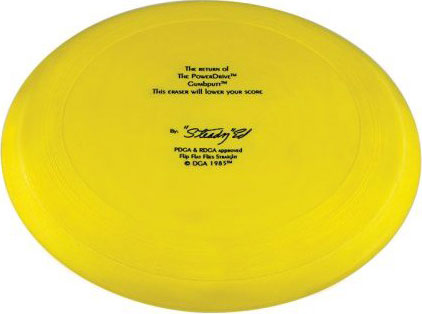 The return of
The PowerDrive™
Gumbputt™
This eraser will lower your score
By: "Steady" Ed
PDGA & RDGA approved
Flip Flat Flies Straight
© DGA 1985™